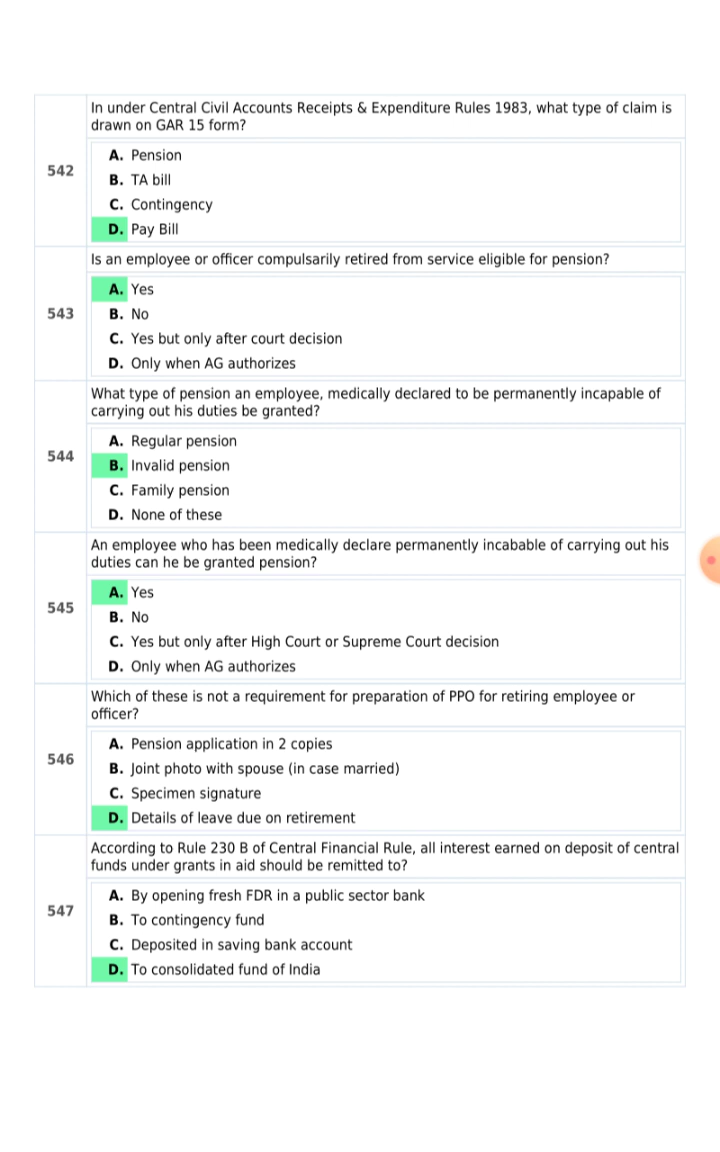 In under Central Civil Accounts Receipts & Expenditure Rules 1983, what type of claim is
drawn on GAR 15 form?
542
A. Pension
B. TA bill
C. Contingency
D. Pay Bill
Is an employee or officer compulsarily retired from service eligible for pension?
543
A. Yes
B. No
C. Yes but only after court decision
D. Only when AG authorizes
What type of pension an employee, medically declared to be permanently incapable of
carrying out his duties be granted?
544
A. Regular pension
B. Invalid pension
C. Family pension
D. None of these
An employee who has been medically declare permanently incabable of carrying out his
duties can he be granted pension?
545
A. Yes
B. No
C. Yes but only after High Court or Supreme Court decision
D. Only when AG authorizes
Which of these is not a requirement for preparation of PPO for retiring employee or
officer?
546
A. Pension application in 2 copies
B. Joint photo with spouse (in case married)
C. Specimen signature
D. Details of leave due on retirement
According to Rule 230 B of Central Financial Rule, all interest earned on deposit of central
funds under grants in aid should be remitted to?
547
A. By opening fresh FDR in a public sector bank
B. To contingency fund
C. Deposited in saving bank account
D. To consolidated fund of India